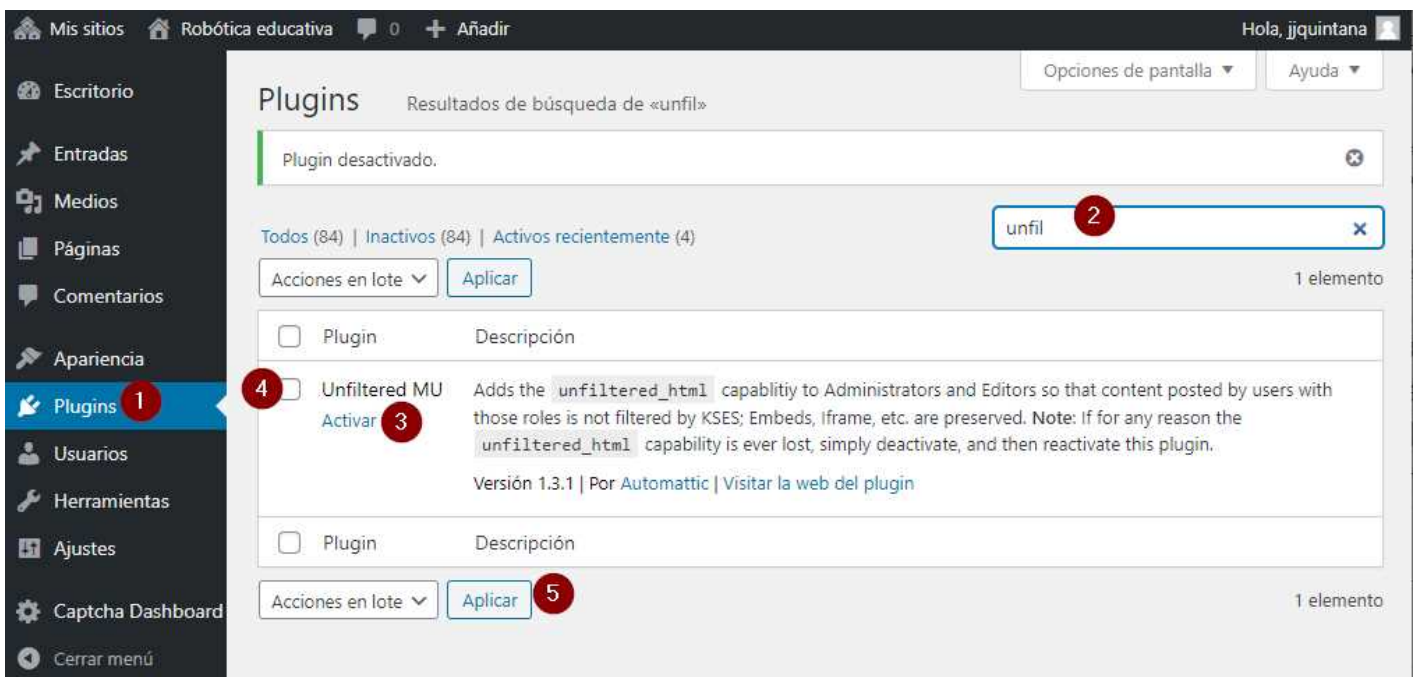 Mis sitios Robótica educativa 0 + Añadir Hola, jjquintana
Opciones de pantalla ▼ Ayuda ▼
Escritorio
Entradas
Medios
Páginas
Comentarios
Apariencia
Plugins 1
Usuarios
Herramientas
Ajustes
Captcha Dashboard
Cerrar menú
Plugins Resultados de búsqueda de «unfil»
Plugin desactivado.
unfil 2
Todos (84) | Inactivos (84) | Activos recientemente (4)
Acciones en lote Aplicar 1 elemento
Plugin Descripción
4 Unfiltered MU
Activar 3
Adds the unfiltered_html capablitiy to Administrators and Editors so that content posted by users with
those roles is not filtered by KSES; Embeds, Iframe, etc. are preserved. Note: If for any reason the
unfiltered_html capability is ever lost, simply deactivate, and then reactivate this plugin.
Versión 1.3.1 | Por Automattic | Visitar la web del plugin
Plugin Descripción
Acciones en lote Aplicar 5 1 elemento